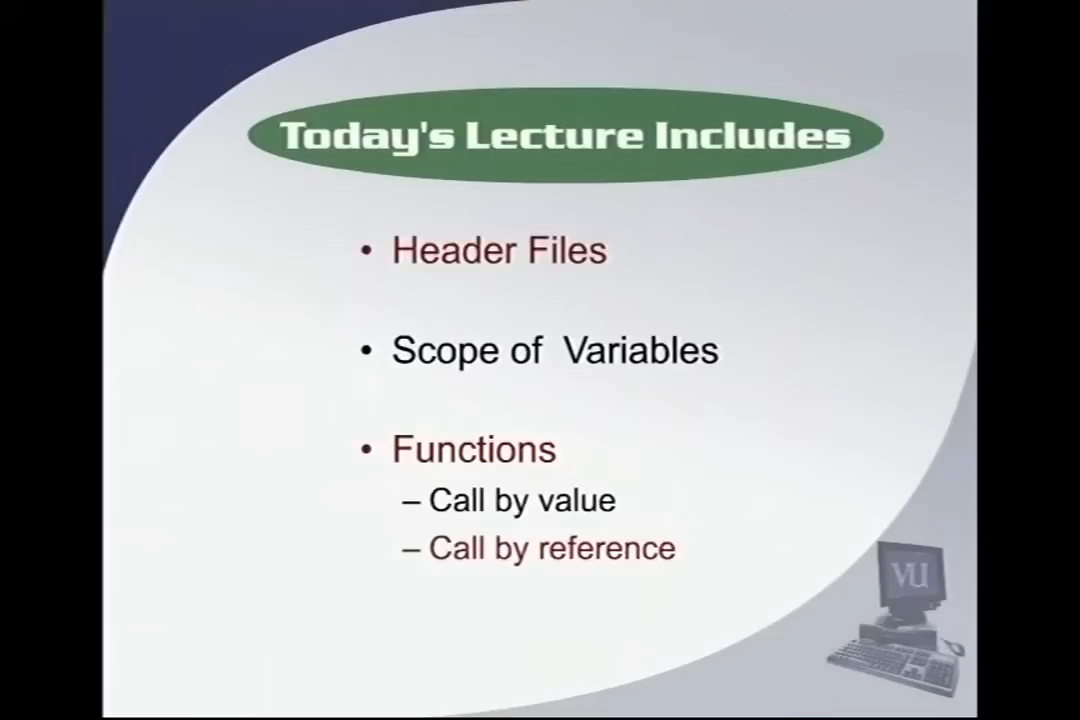 Today's Lecture Includes
• Header Files
• Scope of Variables
• Functions
– Call by value
– Call by reference
VU